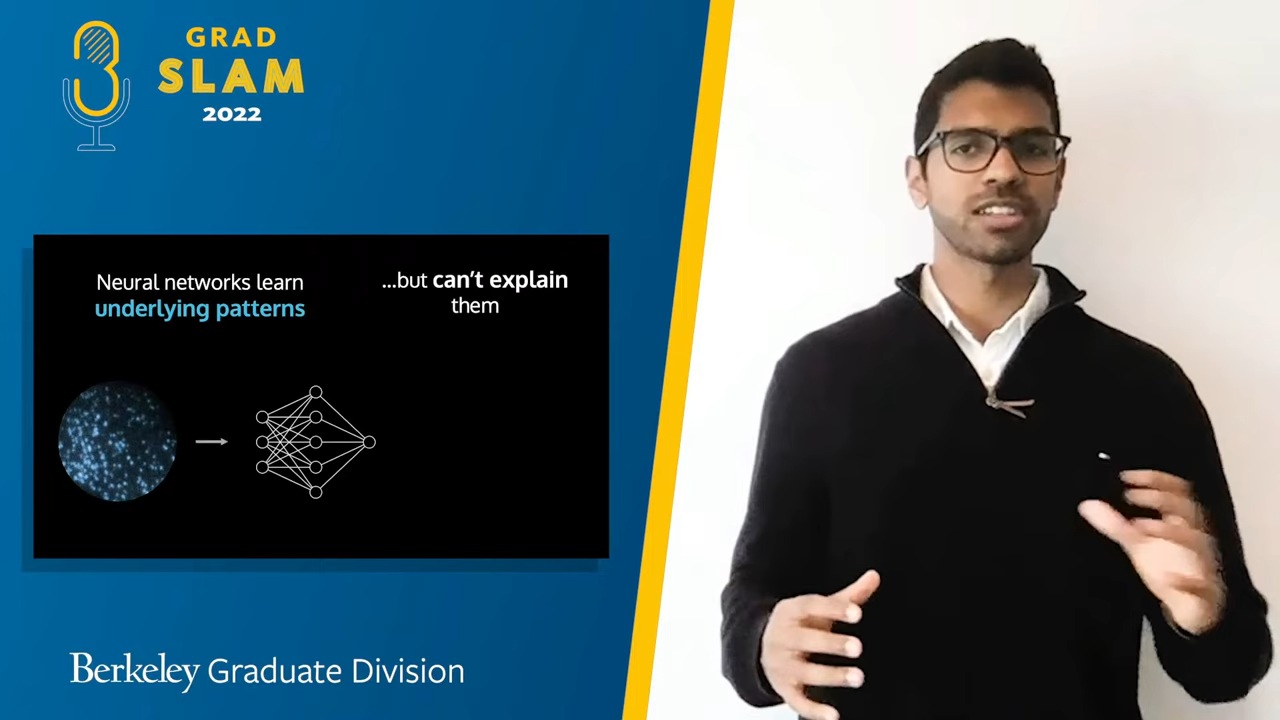 GRAD
SLAM
2022
Neural networks learn
underlying patterns
...but can't explain
them
Berkeley Graduate Division